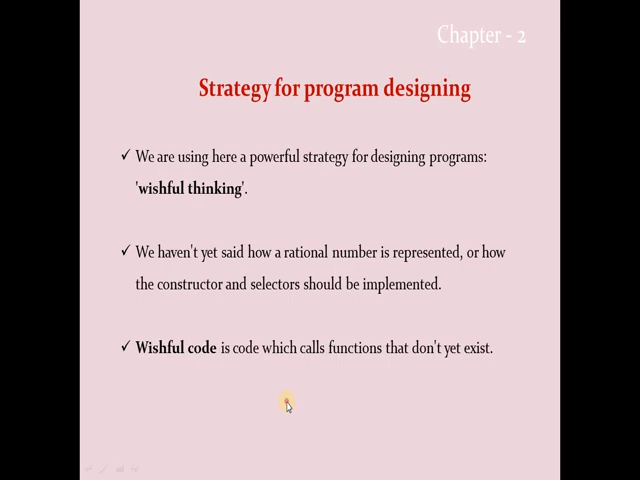 Chapter - 2
Strategy for program designing
✓ We are using here a powerful strategy for designing programs:
'wishful thinking'.
✓ We haven't yet said how a rational number is represented, or how
the constructor and selectors should be implemented.
✓ Wishful code is code which calls functions that don't yet exist.